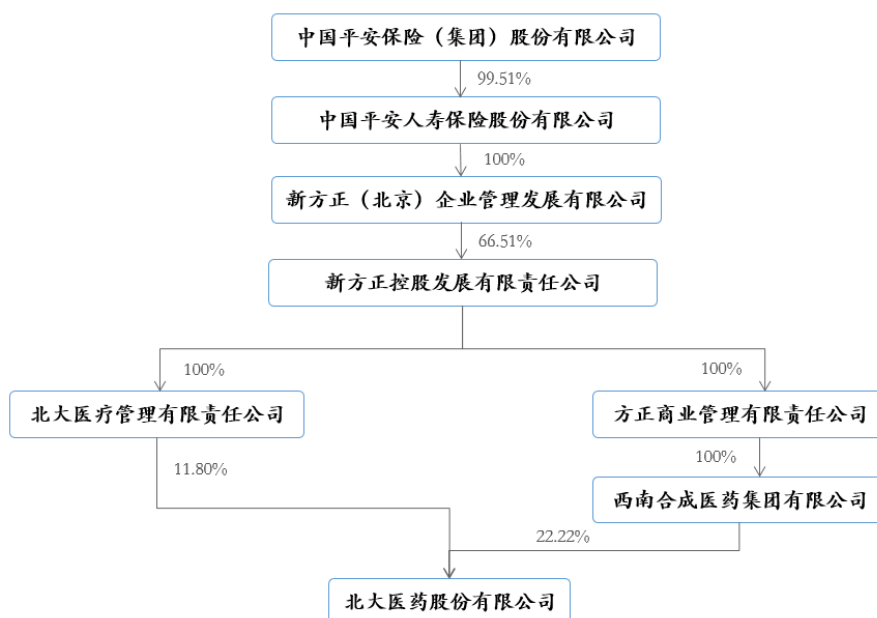 中国平安保险（集团）股份有限公司
99.51%
中国平安人寿保险股份有限公司
100%
新方正（北京）企业管理发展有限公司
66.51%
新方正控股发展有限责任公司
100%
100%
北大医疗管理有限责任公司
方正商业管理有限责任公司
11.80%
100%
西南合成医药集团有限公司
22.22%
北大医药股份有限公司